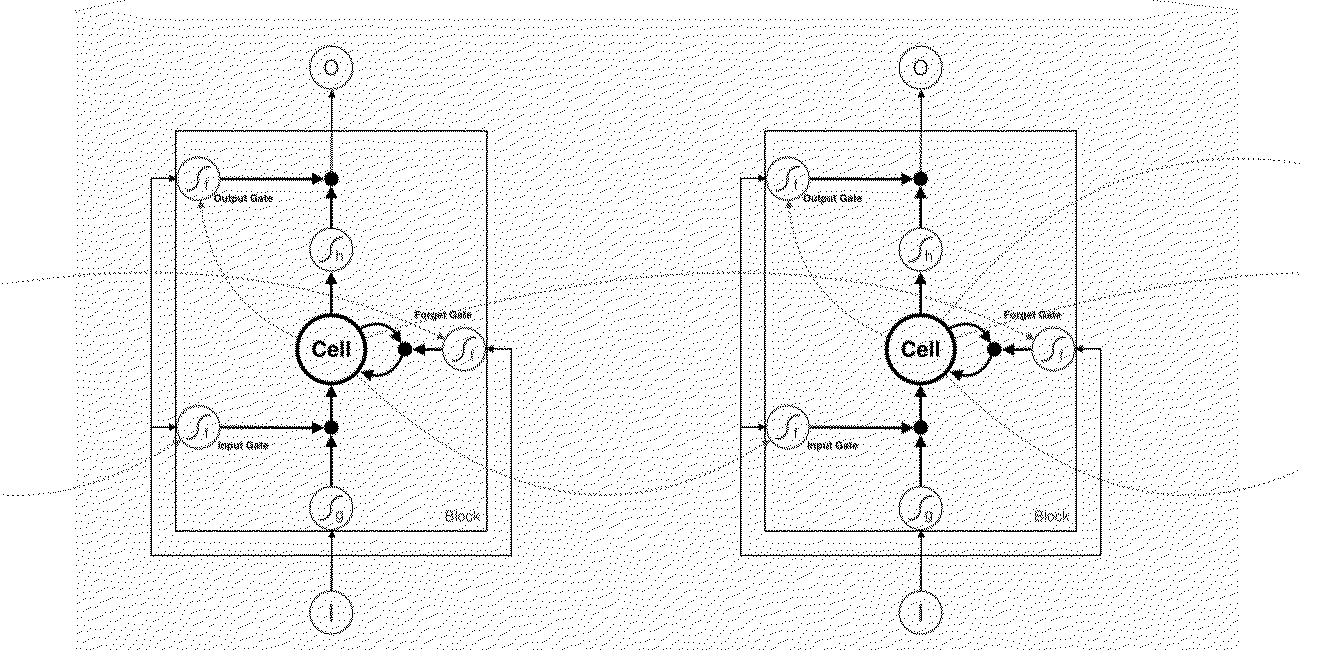 O
O
f
Output Gate
f
Output Gate
h
h
Forget Gate
Forget Gate
Cell
f
Cell
f
f
Input Gate
f
Input Gate
g
Block
g
Block
I
I